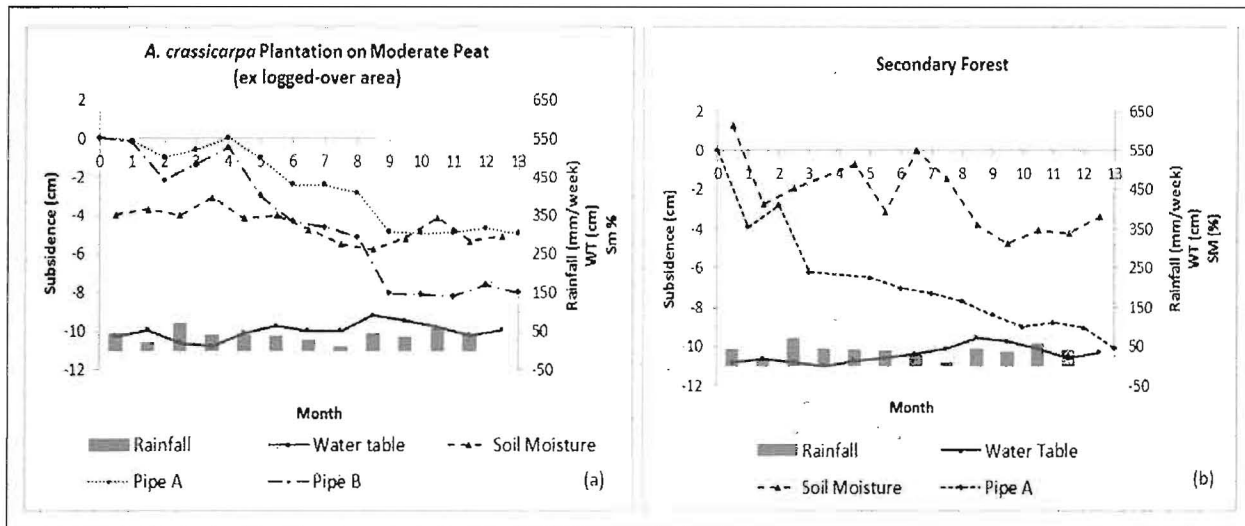 A. crassicarpa Plantation on Moderate Peat
(ex logged-over area)
2
0
-2
-4
-6
-8
-10
-12
Subsidence (cm)
0 1 2 3 4 5 6 7 8 9 10 11 12 13
650
550
450
350
250
150
50
-50
Rainfall (mm/week)
WT (cm)
Sm %
Month
Rainfall
Water table
Soil Moisture
Pipe A
Pipe B
(a)
Secondary Forest
2
0
-2
-4
-6
-8
-10
-12
Subsidence (cm)
0 1 2 3 4 5 6 7 8 9 10 11 12 13
650
550
450
350
250
150
50
-50
Rainfall (mm/week)
WT (cm)
SM (%)
Month
Rainfall
Water Table
Soil Moisture
Pipe A
(b)